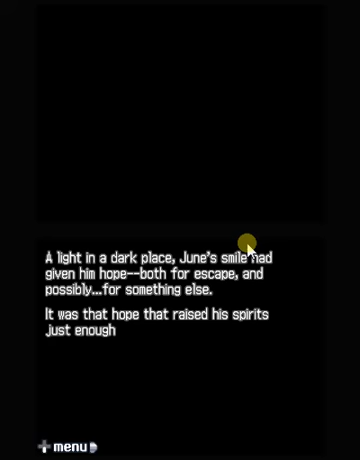 A light in a dark place, June's smile had
given him hope--both for escape, and
possibly...for something else.
It was that hope that raised his spirits
just enough
menu